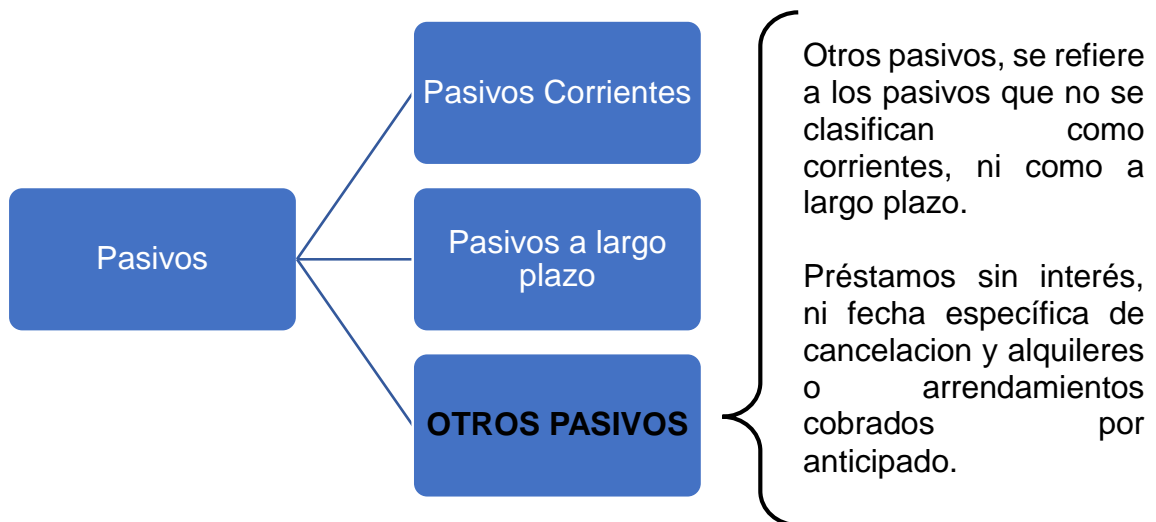 Pasivos
Pasivos Corrientes
Pasivos a largo
plazo
OTROS PASIVOS
Otros pasivos, se refiere
a los pasivos que no se
clasifican como
corrientes, ni como a
largo plazo.
Préstamos sin interés,
ni fecha específica de
cancelacion y alquileres
o arrendamientos
cobrados por
anticipado.